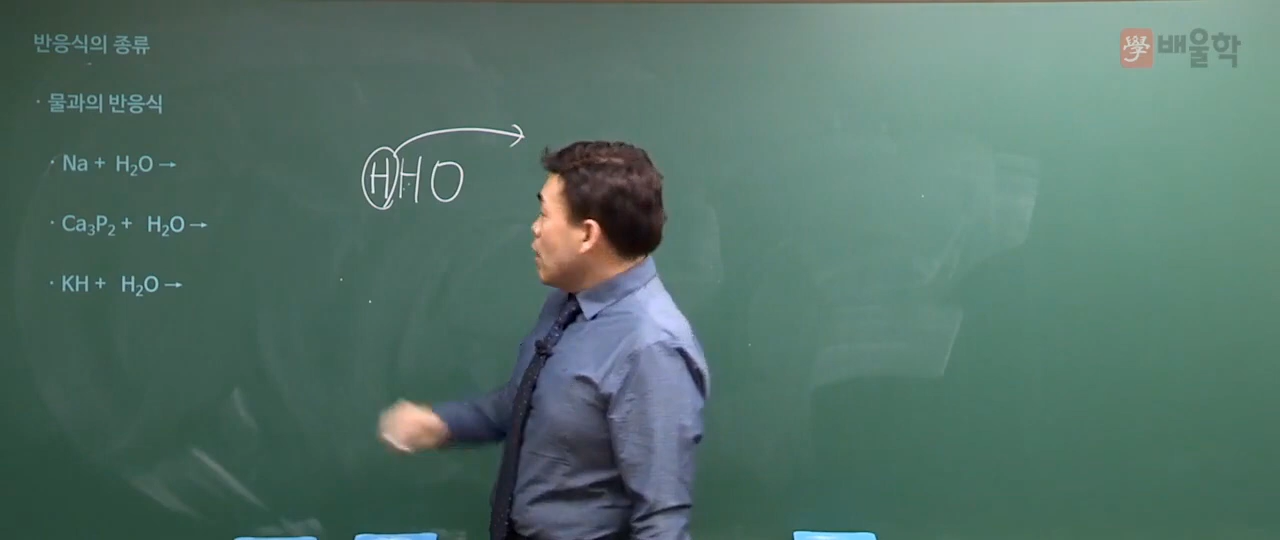 반응식의 종류
學 배울학
· 물과의 반응식
· Na + H₂O →
HHO
· Ca₃P₂ + H₂O →
· KH + H₂O →